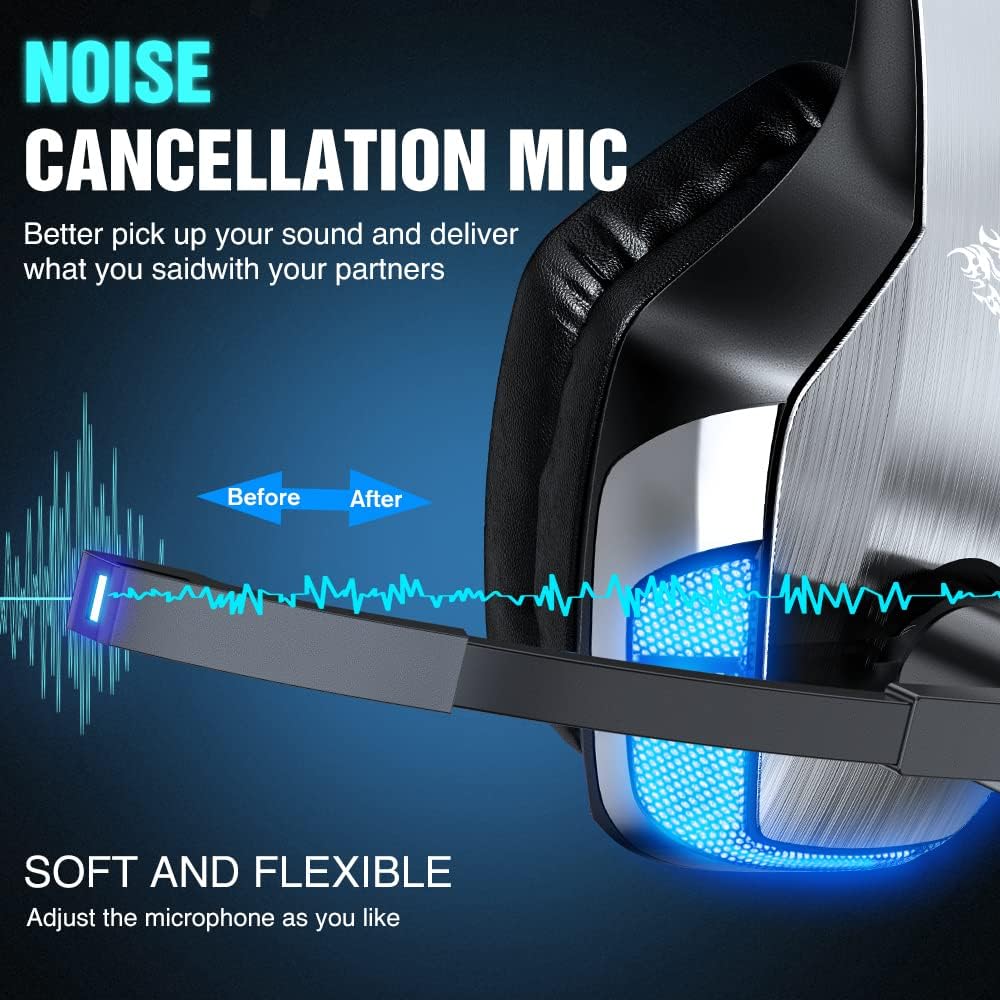 NOISE
CANCELLATION MIC
Better pick up your sound and deliver
what you saidwith your partners
Before After
SOFT AND FLEXIBLE
Adjust the microphone as you like